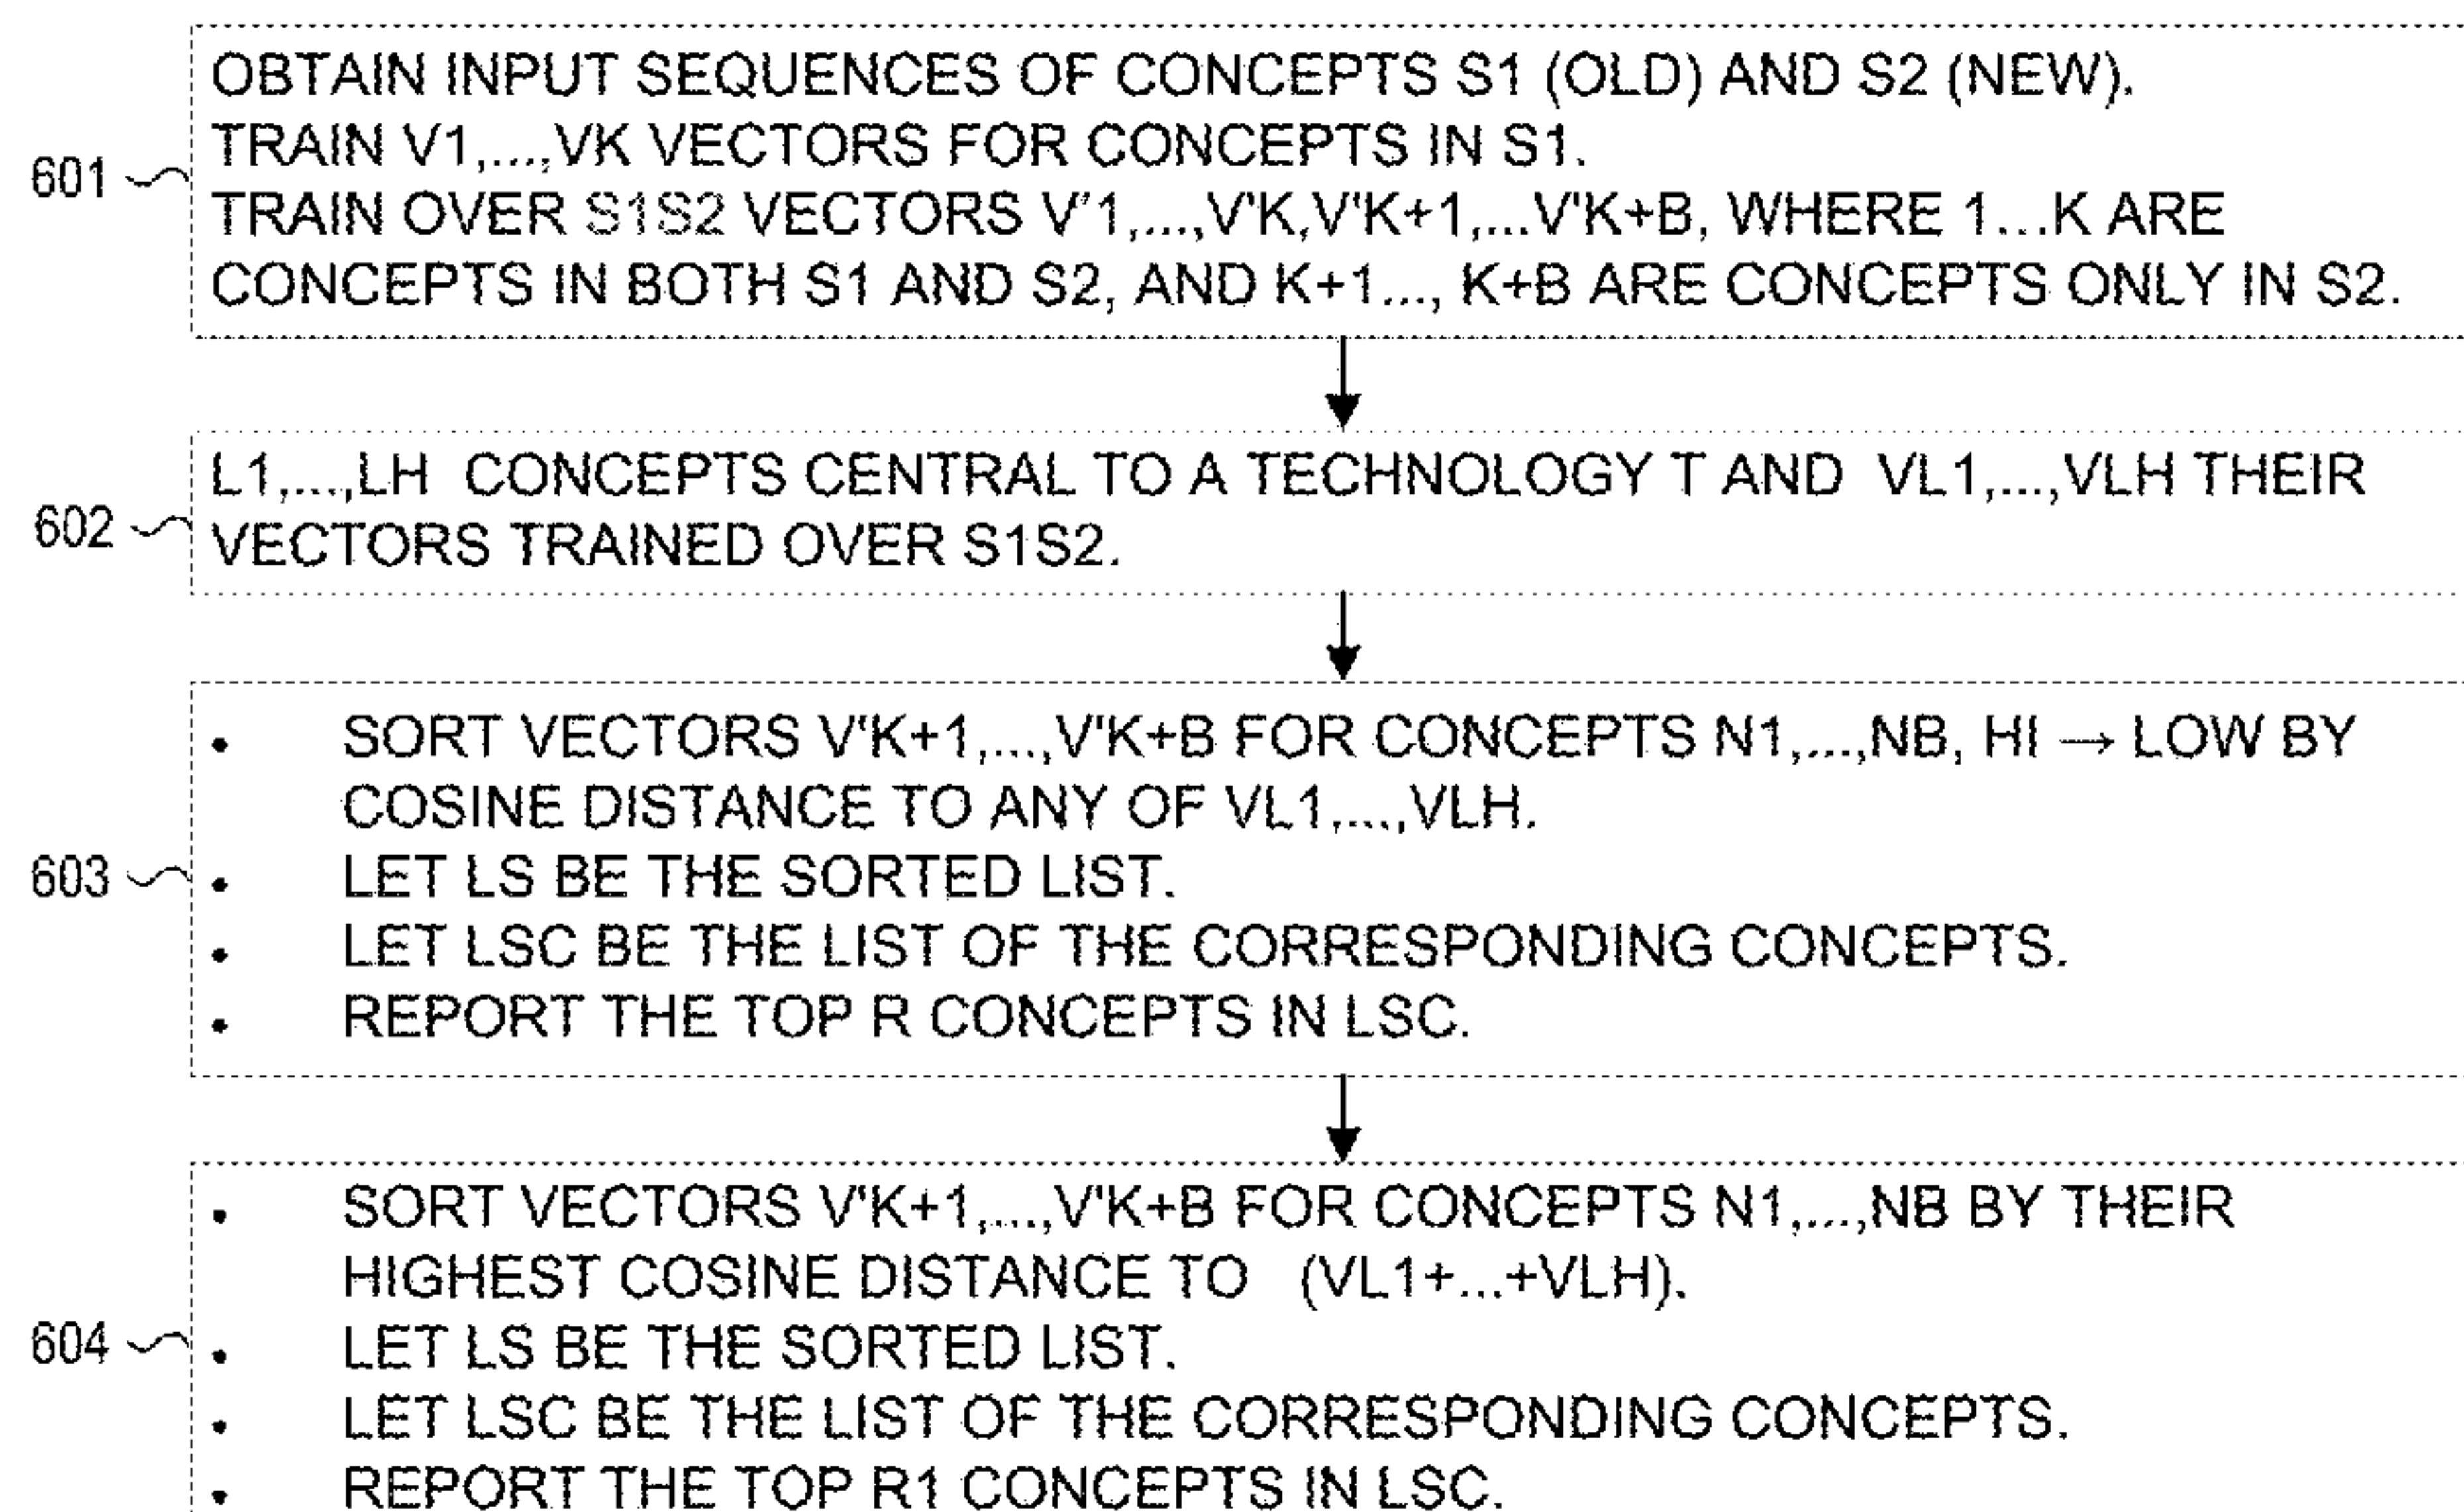 OBTAIN INPUT SEQUENCES OF CONCEPTS S1 (OLD) AND S2 (NEW).
TRAIN V1,...,VK VECTORS FOR CONCEPTS IN S1.
601
TRAIN OVER S1S2 VECTORS V'1,...,V'K,V'K+1,...V'K+B, WHERE 1...K ARE
CONCEPTS IN BOTH S1 AND S2, AND K+1..., K+B ARE CONCEPTS ONLY IN S2.
L1,...,LH CONCEPTS CENTRAL TO A TECHNOLOGY T AND VL1,...,VLH THEIR
602
VECTORS TRAINED OVER S1S2.
• SORT VECTORS V'K+1,...,V'K+B FOR CONCEPTS N1,...,NB, HI → LOW BY
COSINE DISTANCE TO ANY OF VL1,...,VLH.
603
• LET LS BE THE SORTED LIST.
• LET LSC BE THE LIST OF THE CORRESPONDING CONCEPTS.
• REPORT THE TOP R CONCEPTS IN LSC.
• SORT VECTORS V'K+1,...,V'K+B FOR CONCEPTS N1,...,NB BY THEIR
HIGHEST COSINE DISTANCE TO (VL1+...+VLH).
604
• LET LS BE THE SORTED LIST.
• LET LSC BE THE LIST OF THE CORRESPONDING CONCEPTS.
• REPORT THE TOP R1 CONCEPTS IN LSC.